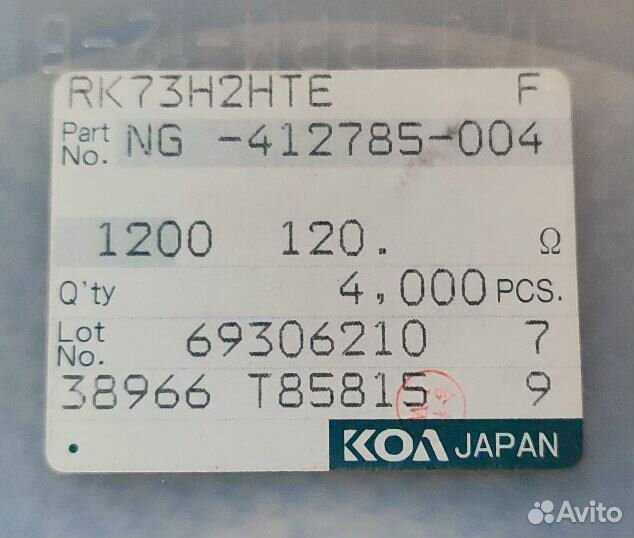 RK73H2HTE F
Part No. NG -412785-004
1200 120. Ω
Q'ty 4,000 PCS.
Lot No. 69306210 7
38966 T85815 9
KOA JAPAN
Avito